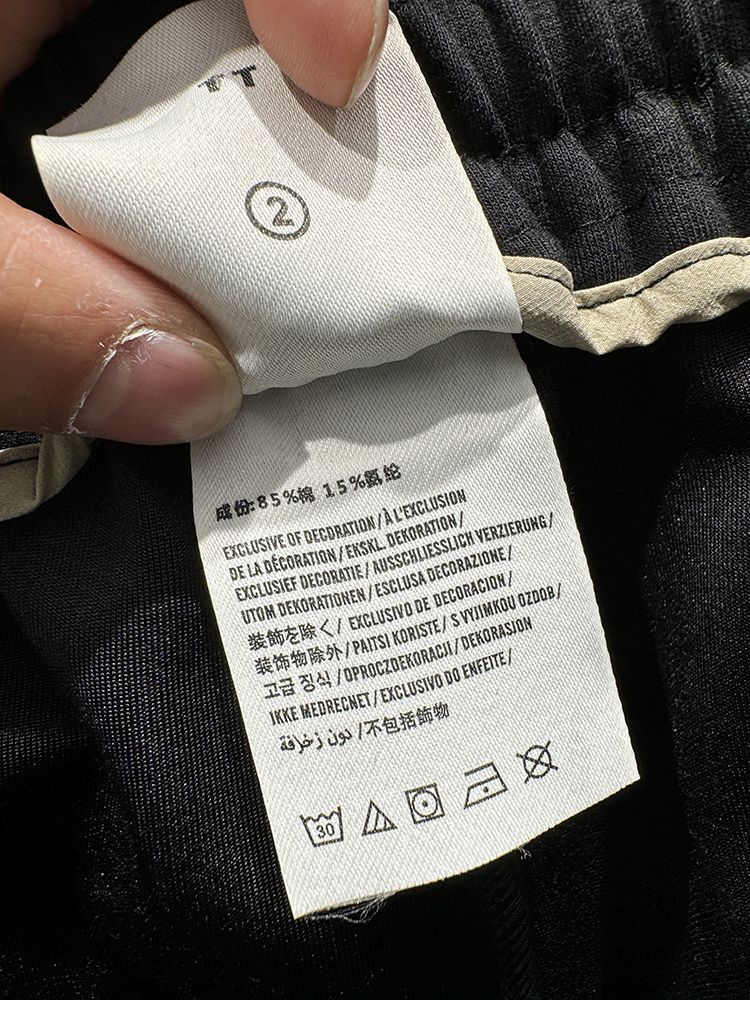 2
成份:85%棉 15%氨纶
EXCLUSIVE OF DECORATION/À L'EXCLUSION
DE LA DÉCORATION/EKSKL. DEKORATION/
EXCLUSIEF DECORATIE/AUSSCHLIESSLICH VERZIERUNG/
UTOM DEKORATIONEN/ESCLUSA DECORAZIONE/
装飾を除く/EXCLUSIVO DE DECORACION/
装饰物除外/PAITSI KORISTE/S VYJIMKOU OZDOB/
고급 징식/OPROCZDEKORACJI/DEKORASJON
IKKE MEDRECNET/EXCLUSIVO DO ENFEITE/
دون زخرفة/不包括飾物
30